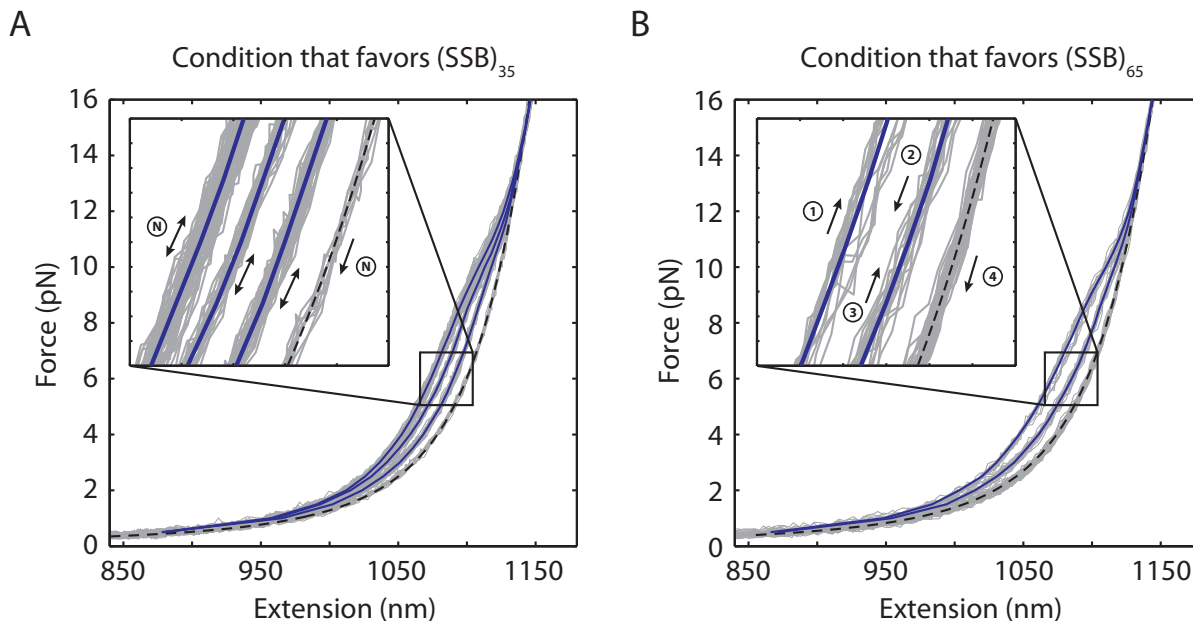 A
Condition that favors (SSB)35
16
14
12
10
8
6
4
2
0
Force (pN)
N
N
850 950 1050 1150
Extension (nm)
B
Condition that favors (SSB)65
16
14
12
10
8
6
4
2
0
Force (pN)
1
2
3
4
850 950 1050 1150
Extension (nm)